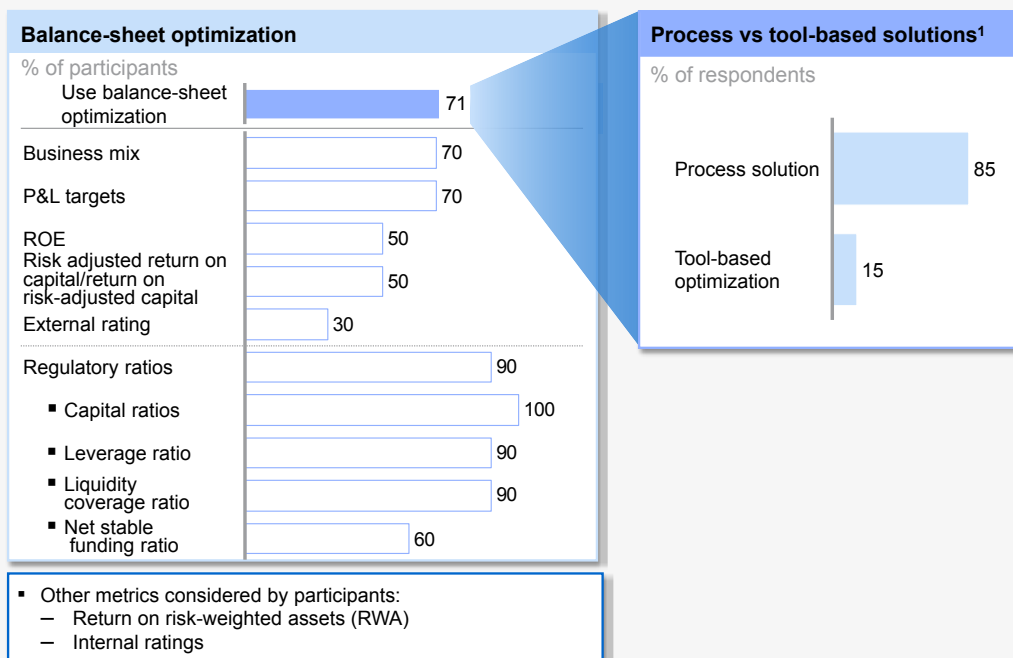 Balance-sheet optimization
% of participants
Use balance-sheet
optimization
71
Business mix
70
P&L targets
70
ROE
50
Risk adjusted return on
capital/return on
risk-adjusted capital
50
External rating
30
Regulatory ratios
90
▪ Capital ratios
100
▪ Leverage ratio
90
▪ Liquidity
coverage ratio
90
▪ Net stable
funding ratio
60
▪ Other metrics considered by participants:
– Return on risk-weighted assets (RWA)
– Internal ratings
Process vs tool-based solutions¹
% of respondents
Process solution
85
Tool-based
optimization
15